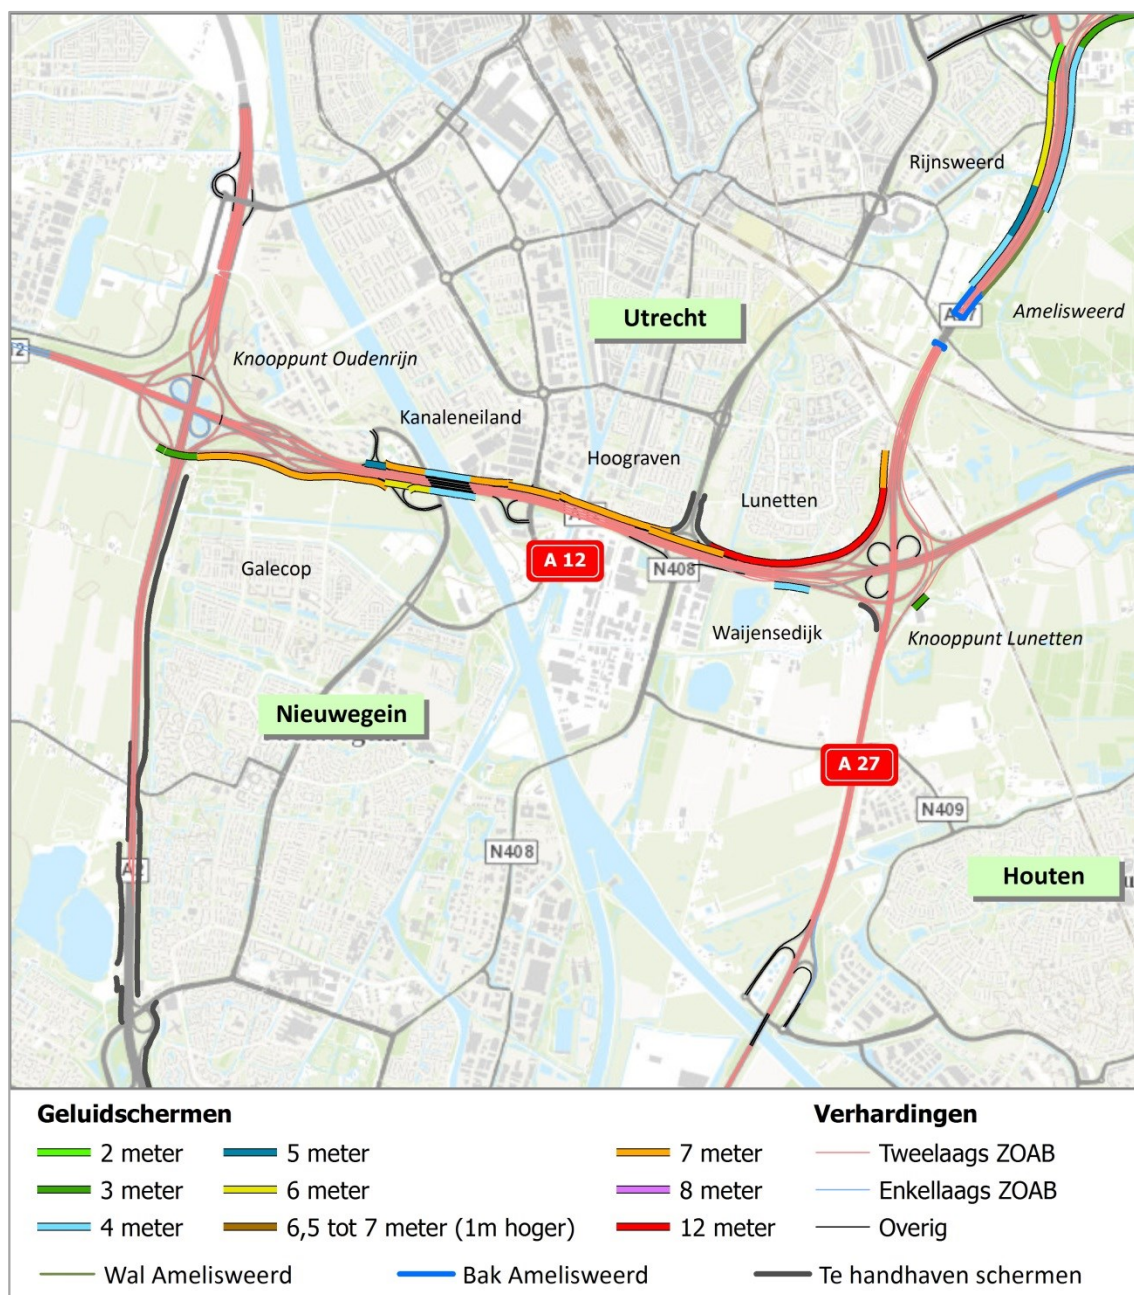 Rijnsweerd
Utrecht
A27
Amelisweerd
Knooppunt Oudenrijn
Kanaleneiland
Hoograven
Lunetten
A 12
N408
Galecop
Waijensedijk
Knooppunt Lunetten
Nieuwegein
A 27
N409
N408
A2
Houten
Geluidschermen
Verhardingen
2 meter 5 meter 7 meter Tweelaags ZOAB
3 meter 6 meter 8 meter Enkellaags ZOAB
4 meter 6,5 tot 7 meter (1m hoger) 12 meter Overig
Wal Amelisweerd Bak Amelisweerd Te handhaven schermen